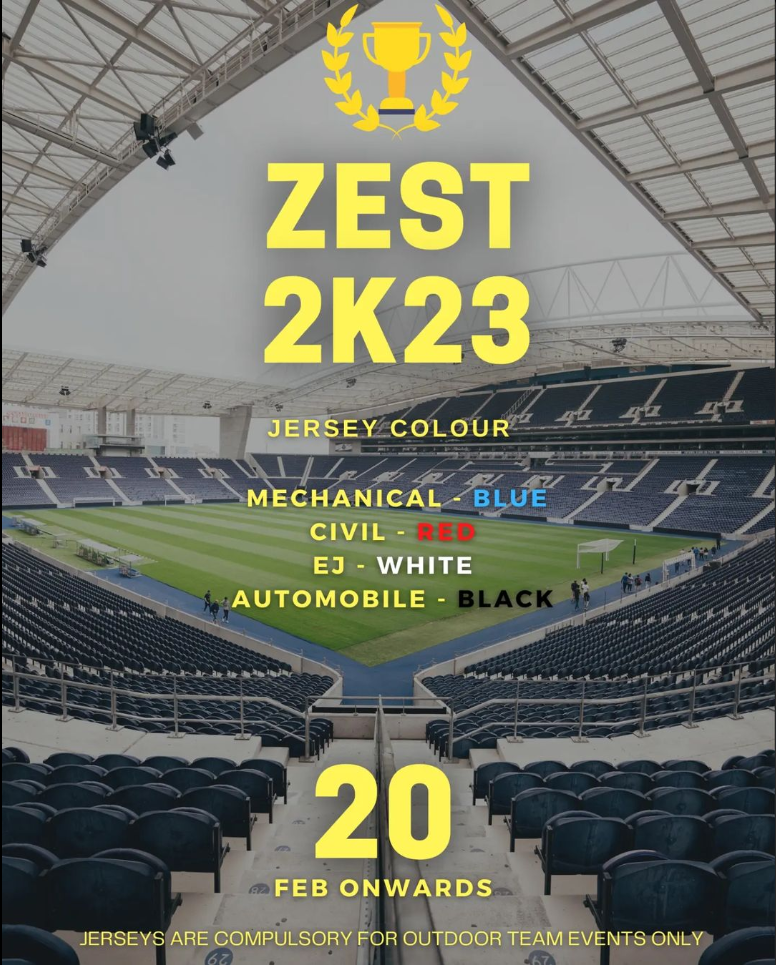 ZEST
2K23
JERSEY COLOUR
MECHANICAL - BLUE
CIVIL - RED
EJ - WHITE
AUTOMOBILE - BLACK
20
FEB ONWARDS
JERSEYS ARE COMPULSORY FOR OUTDOOR TEAM EVENTS ONLY